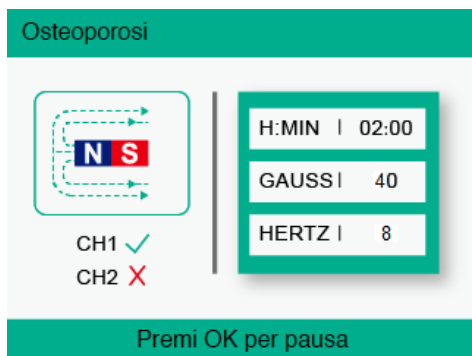 Osteoporosi
N S
CH1 ✓
CH2 X
H:MIN | 02:00
GAUSS | 40
HERTZ | 8
Premi OK per pausa